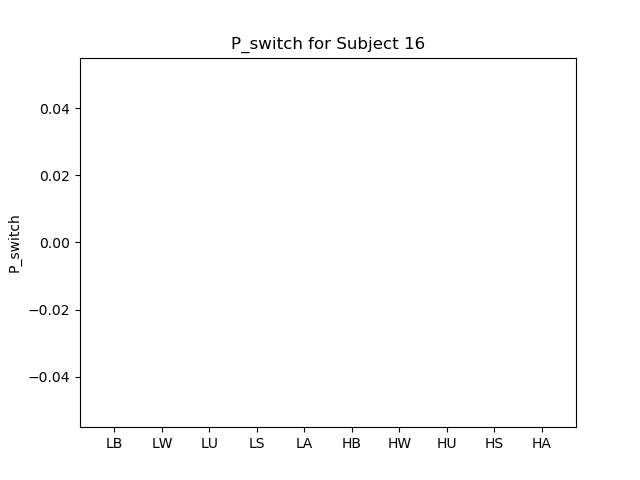 P_switch for Subject 16
P_switch
0.04
0.02
0.00
−0.02
−0.04
LB LW LU LS LA HB HW HU HS HA